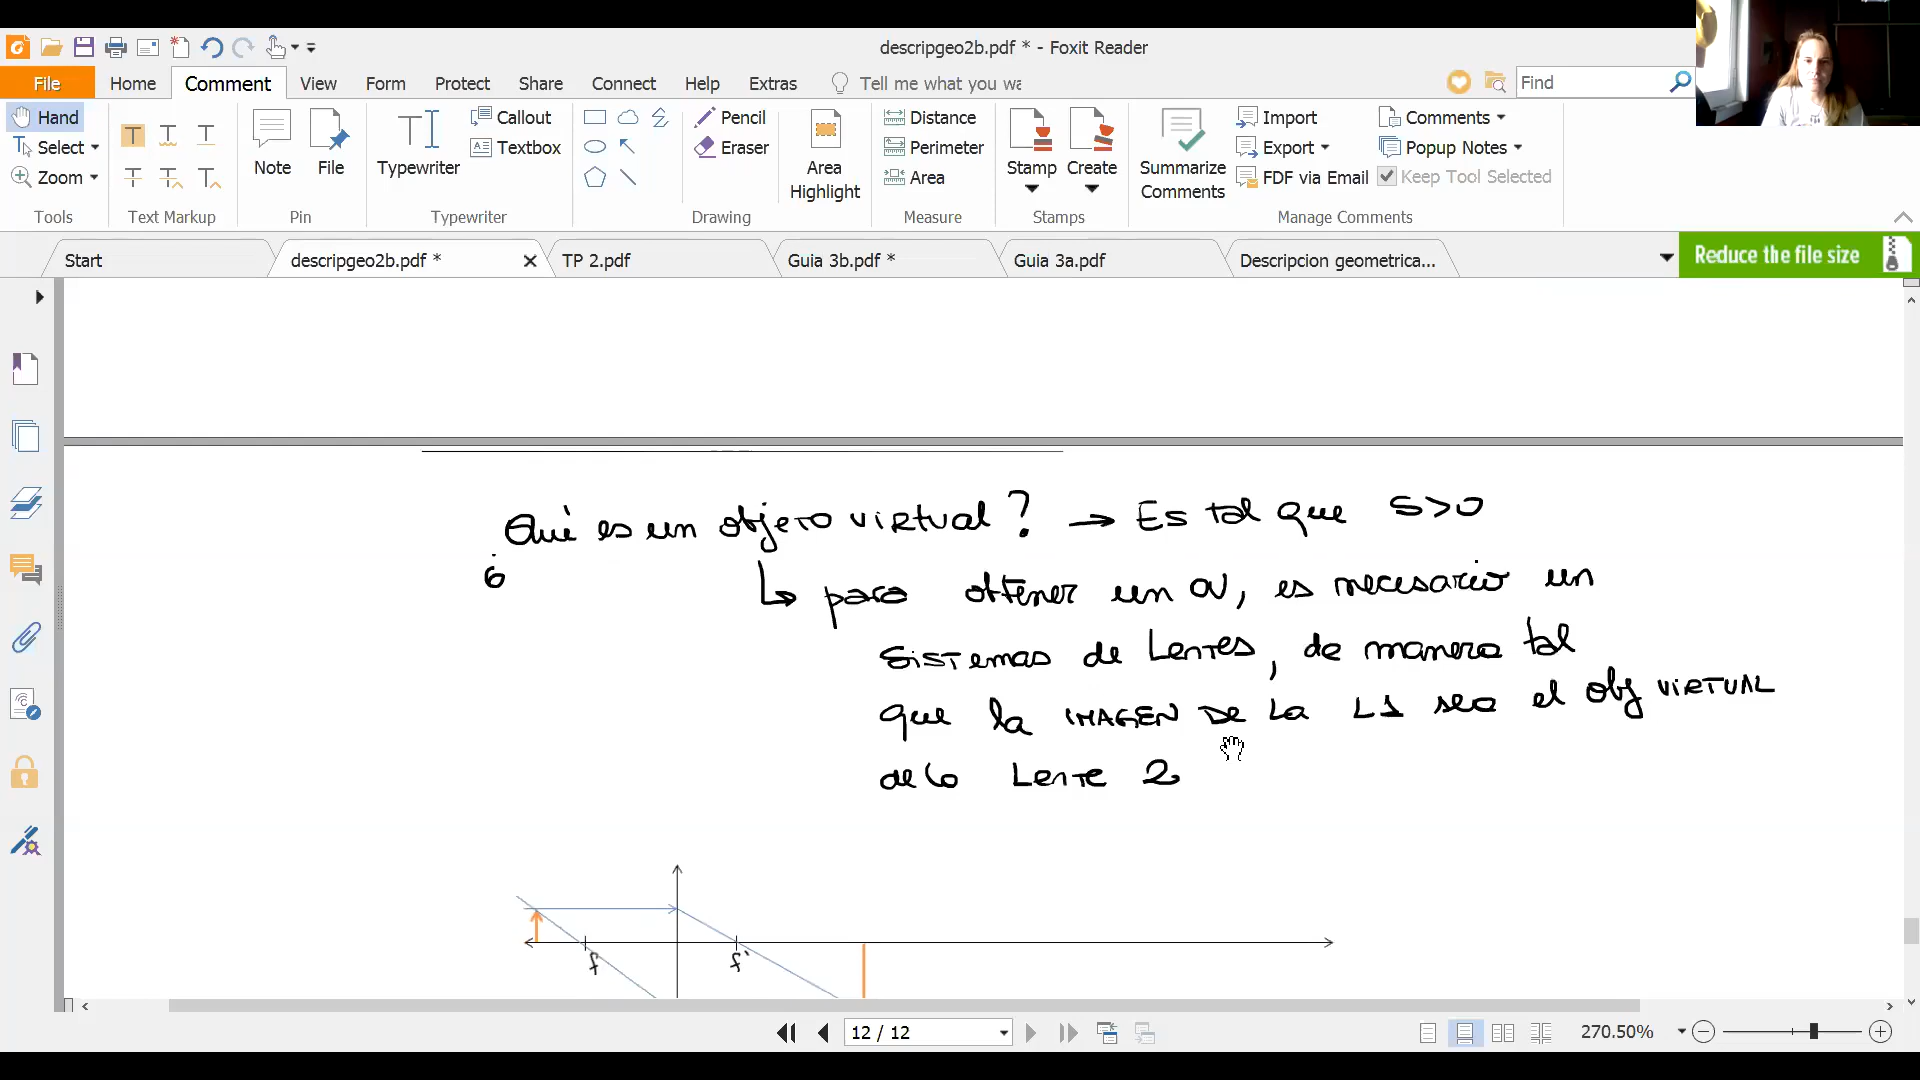 descripgeo2b.pdf * - Foxit Reader
File Home Comment View Form Protect Share Connect Help Extras Tell me what you wa Find
Hand
Select
Zoom
Tools
Text Markup
Note
File
Pin
Typewriter
Callout
Textbox
Typewriter
Pencil
Eraser
Drawing
Area
Highlight
Distance
Perimeter
Area
Measure
Stamp
Create
Stamps
Summarize
Comments
Import
Export
FDF via Email
Comments
Popup Notes
Keep Tool Selected
Manage Comments
Start descripgeo2b.pdf * TP 2.pdf Guia 3b.pdf * Guia 3a.pdf Descripcion geometrica... Reduce the file size
¿Qué es un objeto virtual? → Es tal que s>0
↳ para obtener un OV, es necesario un
sistemas de Lentes, de manera tal
que la IMAGEN DE La L1 sea el obj VIRTUAL
de la Lente 2
f f'
12 / 12 270.50%